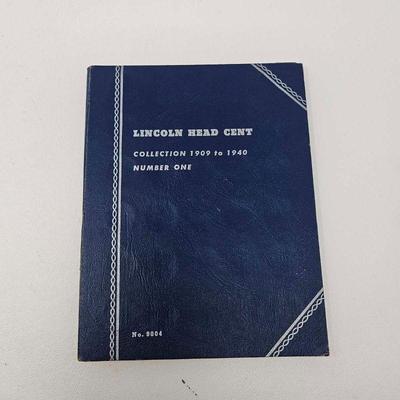 LINCOLN HEAD CENT
COLLECTION 1909 to 1940
NUMBER ONE
No. 9004